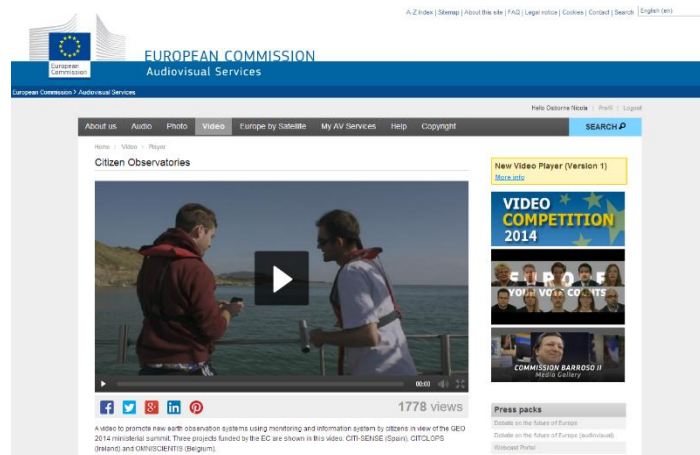 A-Z Index | Sitemap | About this site | FAQ | Legal notice | Cookies | Contact | Search English (en)
EUROPEAN COMMISSION
Audiovisual Services
European
Commission
European Commission > Audiovisual Services
Hello Osborne Nicola | Profil | Logout
About us Audio Photo Video Europe by Satellite My AV Services Help Copyright SEARCH
Home > Video > Player
Citizen Observatories
New Video Player (Version 1)
More info
VIDEO
COMPETITION
2014
EUROPE
YOUR VOTE COUNTS
COMMISSION BARROSO II
Media Gallery
00:00
1778 views
A video to promote new earth observation systems using monitoring and information system by citizens in view of the GEO
2014 ministerial summit. Three projects funded by the EC are shown in this video: CITI-SENSE (Spain), CITCLOPS
(Ireland) and OMNISCIENTIS (Belgium).
Press packs
Debate on the future of Europe
Debate on the future of Europe (audiovisual)
Webcast Portal